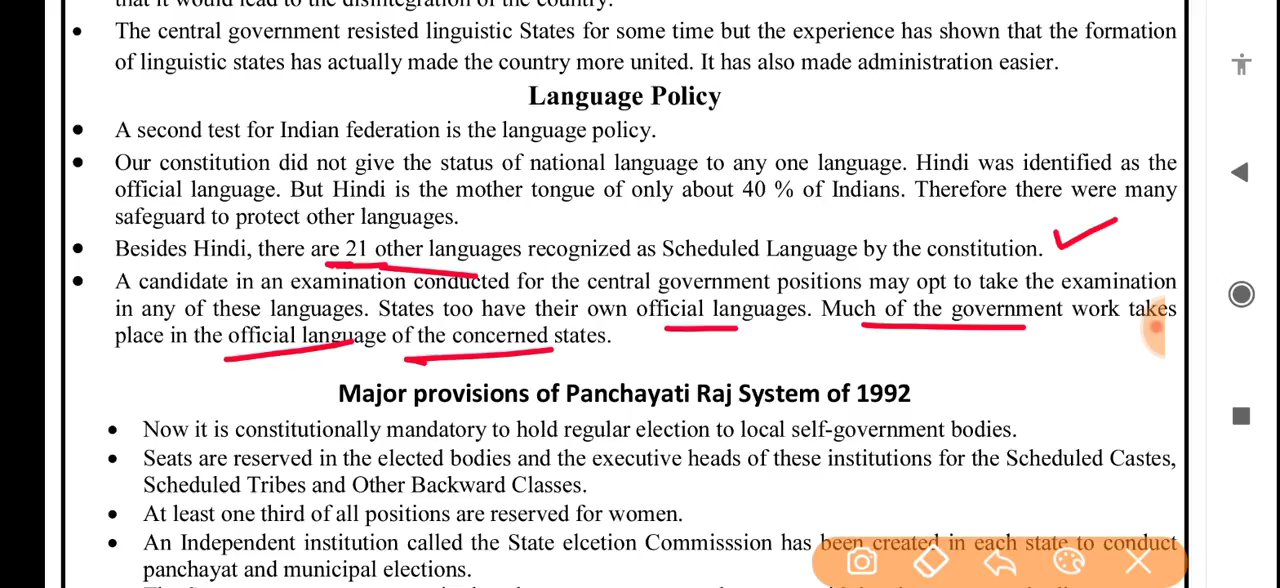 that it would lead to the disintegration of the country.
• The central government resisted linguistic States for some time but the experience has shown that the formation
of linguistic states has actually made the country more united. It has also made administration easier.
Language Policy
• A second test for Indian federation is the language policy.
• Our constitution did not give the status of national language to any one language. Hindi was identified as the
official language. But Hindi is the mother tongue of only about 40 % of Indians. Therefore there were many
safeguard to protect other languages.
• Besides Hindi, there are 21 other languages recognized as Scheduled Language by the constitution.
• A candidate in an examination conducted for the central government positions may opt to take the examination
in any of these languages. States too have their own official languages. Much of the government work takes
place in the official language of the concerned states.
Major provisions of Panchayati Raj System of 1992
• Now it is constitutionally mandatory to hold regular election to local self-government bodies.
• Seats are reserved in the elected bodies and the executive heads of these institutions for the Scheduled Castes,
Scheduled Tribes and Other Backward Classes.
• At least one third of all positions are reserved for women.
• An Independent institution called the State elcetion Commisssion has been created in each state to conduct
panchayat and municipal elections.